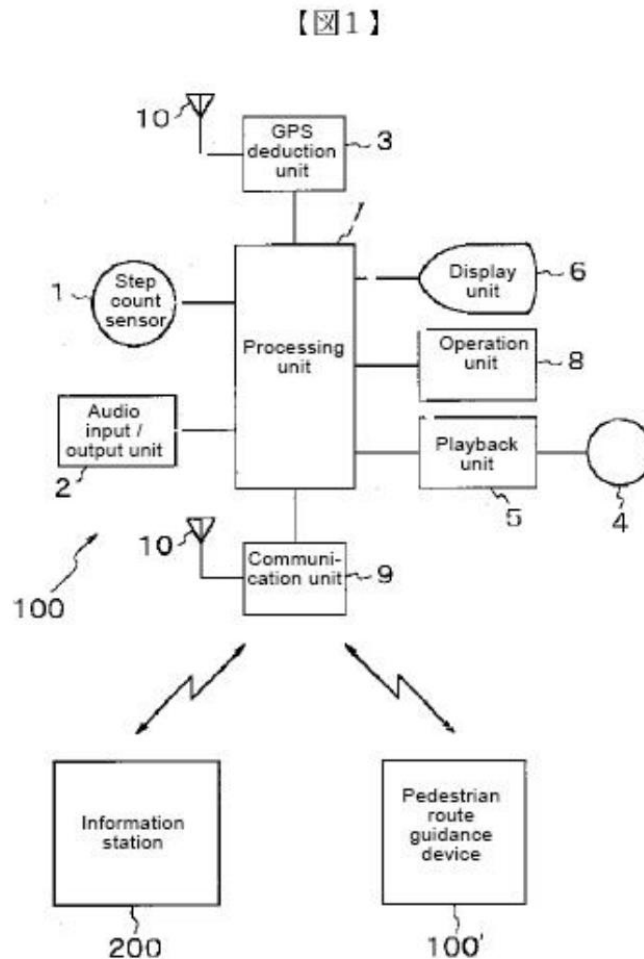 【図1】
10
GPS
deduction
unit
3
7
1
Step
count
sensor
Display
unit
6
Processing
unit
Operation
unit
8
Audio
input /
output unit
2
Playback
unit
5
4
10
Communi-
cation unit
9
100
Information
station
200
Pedestrian
route
guidance
device
100'